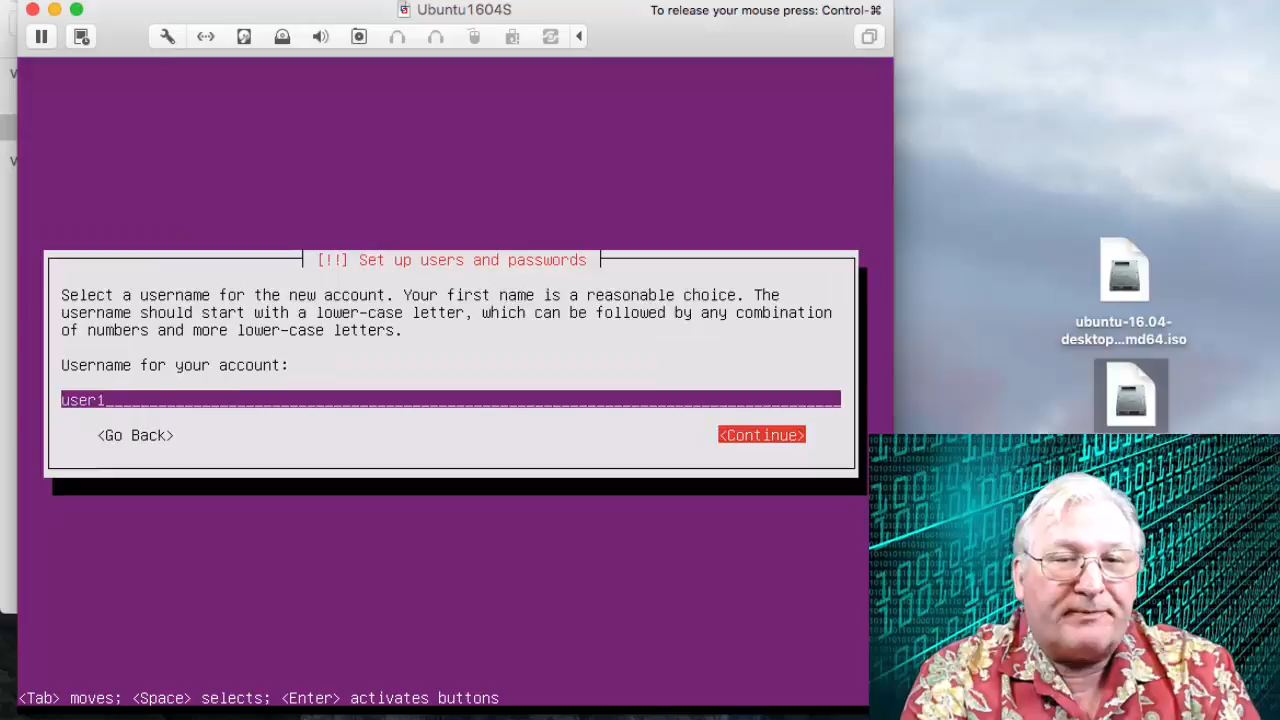 Ubuntu1604S
To release your mouse press: Control-⌘
[!!] Set up users and passwords
Select a username for the new account. Your first name is a reasonable choice. The
username should start with a lower-case letter, which can be followed by any combination
of numbers and more lower-case letters.
Username for your account:
user1
<Go Back>
<Continue>
<Tab> moves; <Space> selects; <Enter> activates buttons
ubuntu-16.04-
desktop...md64.iso